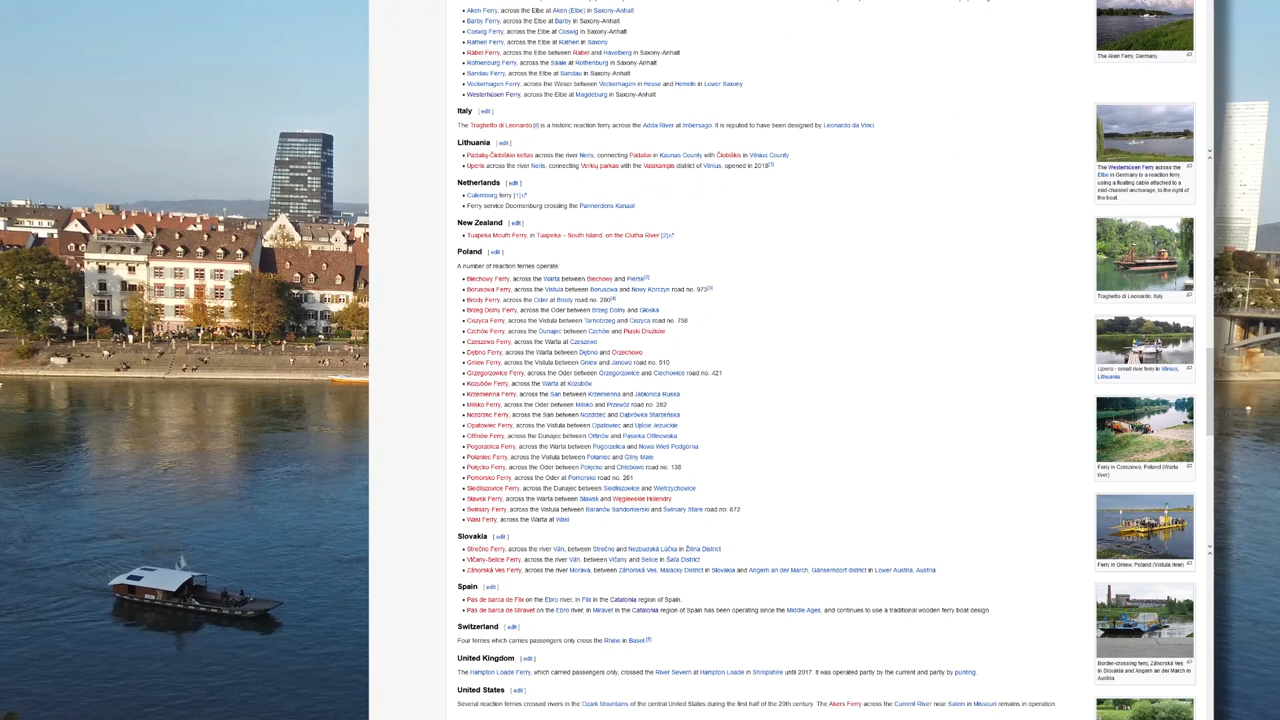 Aken Ferry, across the Elbe at Aken (Elbe) in Saxony-Anhalt
Barby Ferry, across the Elbe at Barby in Saxony-Anhalt
Coswig Ferry, across the Elbe at Coswig in Saxony-Anhalt
Rathen Ferry, across the Elbe at Rathen in Saxony
Räbel Ferry, across the Elbe between Räbel and Havelberg in Saxony-Anhalt
Rothenburg Ferry, across the Saale at Rothenburg in Saxony-Anhalt
Sandau Ferry, across the Elbe at Sandau in Saxony-Anhalt
Veckerhagen Ferry, across the Weser between Veckerhagen in Hesse and Hemeln in Lower Saxony
Westerhüsen Ferry, across the Elbe at Magdeburg in Saxony-Anhalt
Italy [ edit ]
The Traghetto di Leonardo [it] is a historic reaction ferry across the Adda River at Imbersago. It is reputed to have been designed by Leonardo da Vinci
Lithuania [ edit ]
Padalių-Čiobiškio keltas across the river Neris, connecting Padaliai in Kaunas County with Čiobiškis in Vilnius County
Uperis across the river Neris, connecting Verkių parkas with the Valakampis district of Vilnius, opened in 2018[1]
Netherlands [ edit ]
Culemborg ferry [1]
Ferry service Doornenburg crossing the Pannerdens Kanaal
New Zealand [ edit ]
Tuapeka Mouth Ferry, in Tuapeka – South Island, on the Clutha River [2]
Poland [ edit ]
A number of reaction ferries operate:
Biechowy Ferry, across the Warta between Biechowy and Piersk[2]
Borusowa Ferry, across the Vistula between Borusowa and Nowy Korczyn road no. 973[3]
Brody Ferry, across the Oder at Brody road no. 280[4]
Brzeg Dolny Ferry, across the Oder between Brzeg Dolny and Głoska
Ciszyca Ferry, across the Vistula between Tarnobrzeg and Ciszyca road no. 758
Czchów Ferry, across the Dunajec between Czchów and Piaski Drużków
Czeszewo Ferry, across the Warta at Czeszewo
Dębno Ferry, across the Warta between Dębno and Orzechowo
Gniew Ferry, across the Vistula between Gniew and Janowo road no. 510
Grzegorzowice Ferry, across the Oder between Grzegorzowice and Ciechowice road no. 421
Kozubów Ferry, across the Warta at Kozubów
Krzemienna Ferry, across the San between Krzemienna and Jabłonica Ruska
Milsko Ferry, across the Oder between Milsko and Przewóz road no. 282
Nozdrzec Ferry, across the San between Nozdrzec and Dąbrówka Starzeńska
Opatowiec Ferry, across the Vistula between Opatowiec and Ujście Jezuickie
Otfinów Ferry, across the Dunajec between Otfinów and Pasieka Otfinowska
Pogorzelica Ferry, across the Warta between Pogorzelica and Nowa Wieś Podgórna
Połaniec Ferry, across the Vistula between Połaniec and Gliny Małe
Połęcko Ferry, across the Oder between Połęcko and Chlebowo road no. 138
Pomorsko Ferry, across the Oder at Pomorsko road no. 281
Siedliszowice Ferry, across the Dunajec between Siedliszowice and Wietrzychowice
Sławsk Ferry, across the Warta between Sławsk and Węglewskie Holendry
Świniary Ferry, across the Vistula between Baranów Sandomierski and Świniary Stare road no. 872
Waki Ferry, across the Warta at Waki
Slovakia [ edit ]
Strečno Ferry, across the river Váh, between Strečno and Nezbudská Lúčka in Žilina District
Vlčany-Selice Ferry, across the river Váh, between Vlčany and Selice in Šaľa District
Záhorská Ves Ferry, across the river Morava, between Záhorská Ves, Malacky District in Slovakia and Angern an der March, Gänserndorf district in Lower Austria, Austria
Spain [ edit ]
Pas de barca de Flix on the Ebro river, in Flix in the Catalonia region of Spain.
Pas de barca de Miravet on the Ebro river, in Miravet in the Catalonia region of Spain has been operating since the Middle Ages, and continues to use a traditional wooden ferry boat design.
Switzerland [ edit ]
Four ferries which carries passengers only cross the Rhine in Basel[5]
United Kingdom [ edit ]
The Hampton Loade Ferry, which carried passengers only, crossed the River Severn at Hampton Loade in Shropshire until 2017. It was operated partly by the current and partly by punting.
United States [ edit ]
Several reaction ferries crossed rivers in the Ozark Mountains of the central United States during the first half of the 20th century. The Akers Ferry across the Current River near Salem in Missouri remains in operation
The Aken Ferry, Germany
The Westerhüsen Ferry across the
Elbe in Germany is a reaction ferry
using a floating cable attached to a
mid-channel anchorage, to the right of
the boat.
Traghetto di Leonardo, Italy
Uperis - small river ferry in Vilnius,
Lithuania
Ferry in Czeszewo, Poland (Warta
river)
Ferry in Gniew, Poland (Vistula river)
Border-crossing ferry, Záhorská Ves
in Slovakia and Angern an der March in
Austria